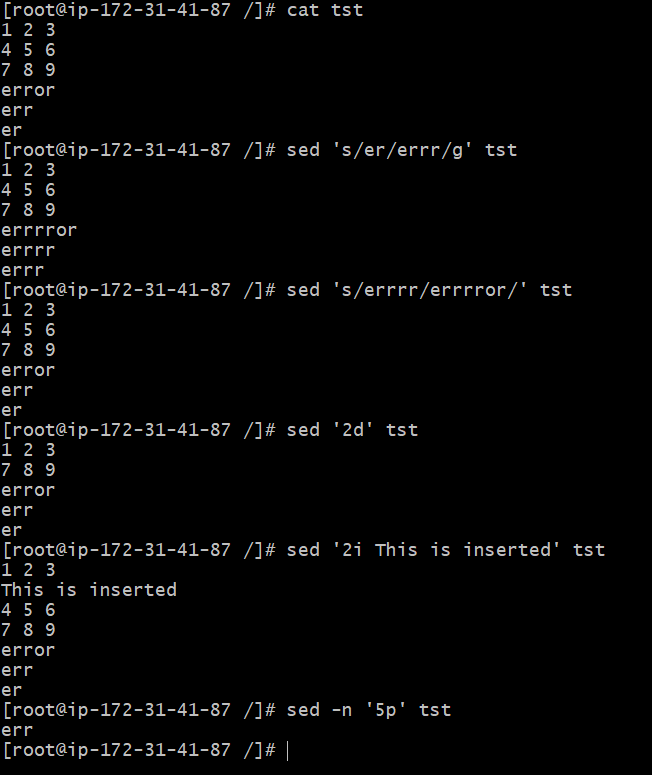 [root@ip-172-31-41-87 /]# cat tst
1 2 3
4 5 6
7 8 9
error
err
er
[root@ip-172-31-41-87 /]# sed 's/er/errr/g' tst
1 2 3
4 5 6
7 8 9
errrror
errrr
errr
[root@ip-172-31-41-87 /]# sed 's/errrr/errrror/' tst
1 2 3
4 5 6
7 8 9
error
err
er
[root@ip-172-31-41-87 /]# sed '2d' tst
1 2 3
7 8 9
error
err
er
[root@ip-172-31-41-87 /]# sed '2i This is inserted' tst
1 2 3
This is inserted
4 5 6
7 8 9
error
err
er
[root@ip-172-31-41-87 /]# sed -n '5p' tst
err
[root@ip-172-31-41-87 /]#